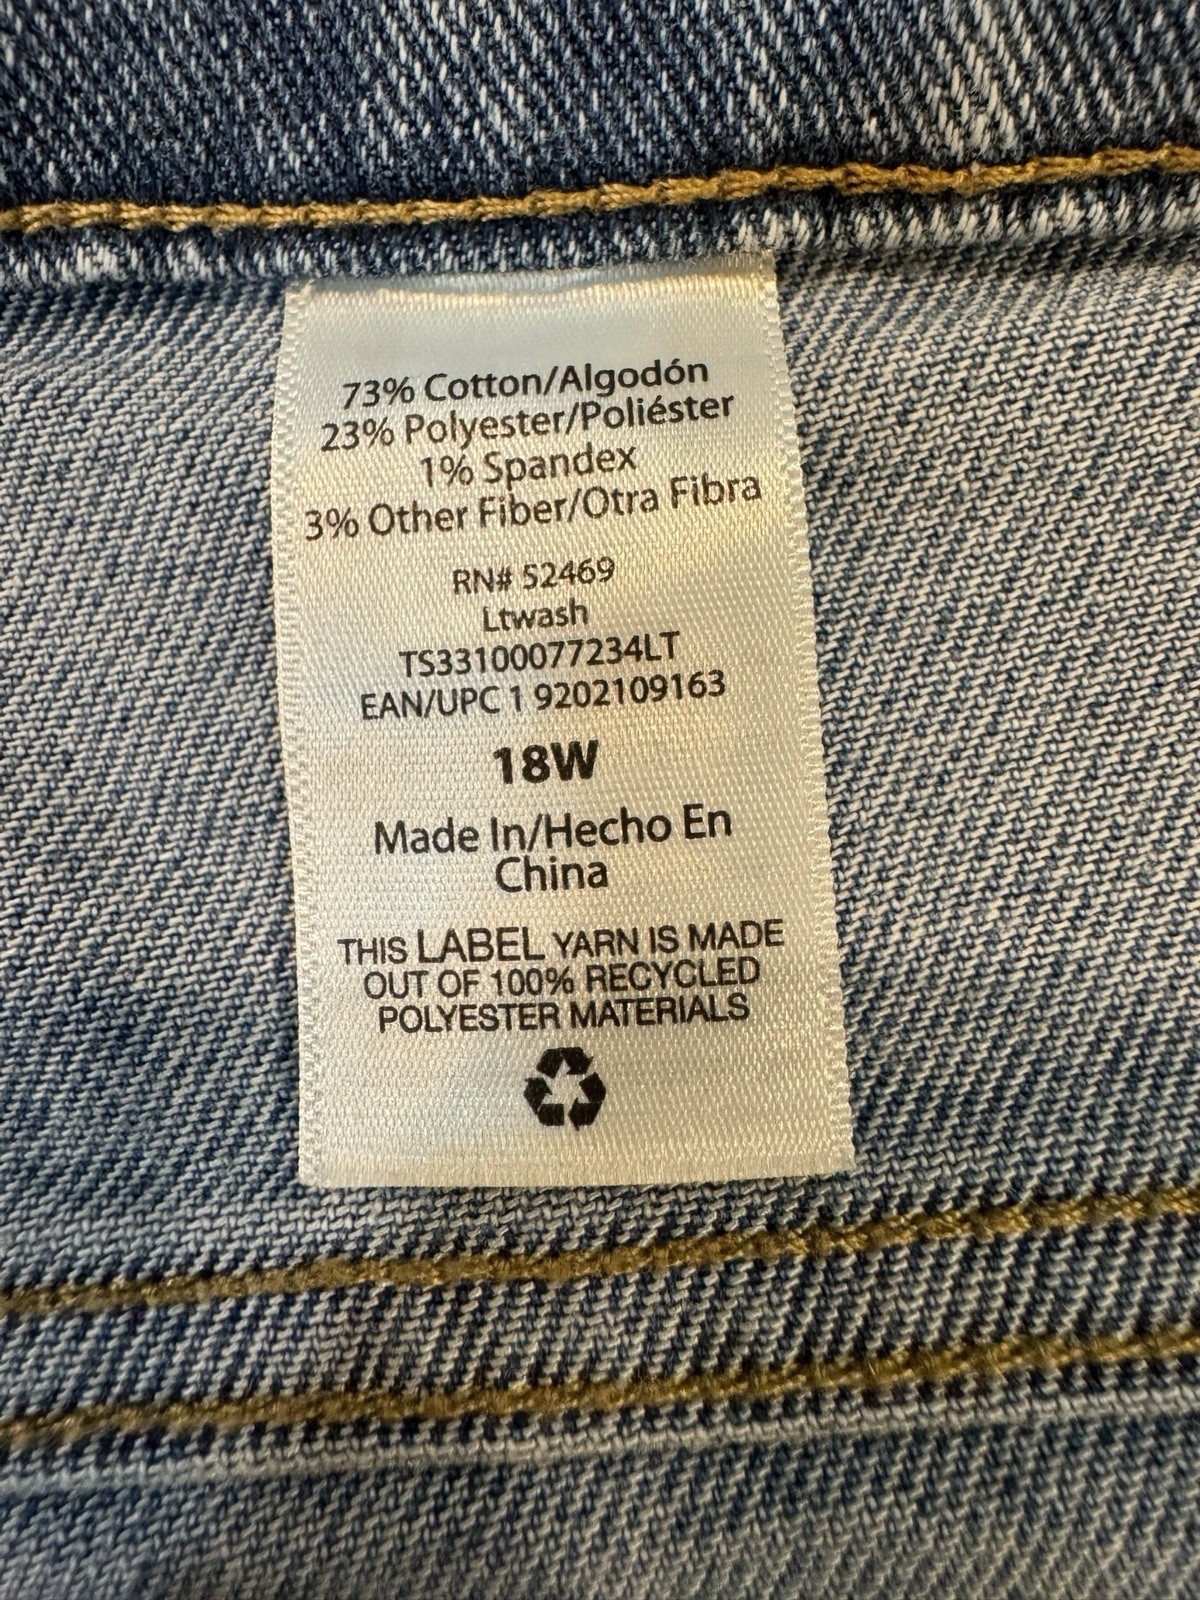 73% Cotton/Algodón
23% Polyester/Poliéster
1% Spandex
3% Other Fiber/Otra Fibra
RN# 52469
Ltwash
TS33100077234LT
EAN/UPC 1 9202109163
18W
Made In/Hecho En
China
THIS LABEL YARN IS MADE
OUT OF 100% RECYCLED
POLYESTER MATERIALS